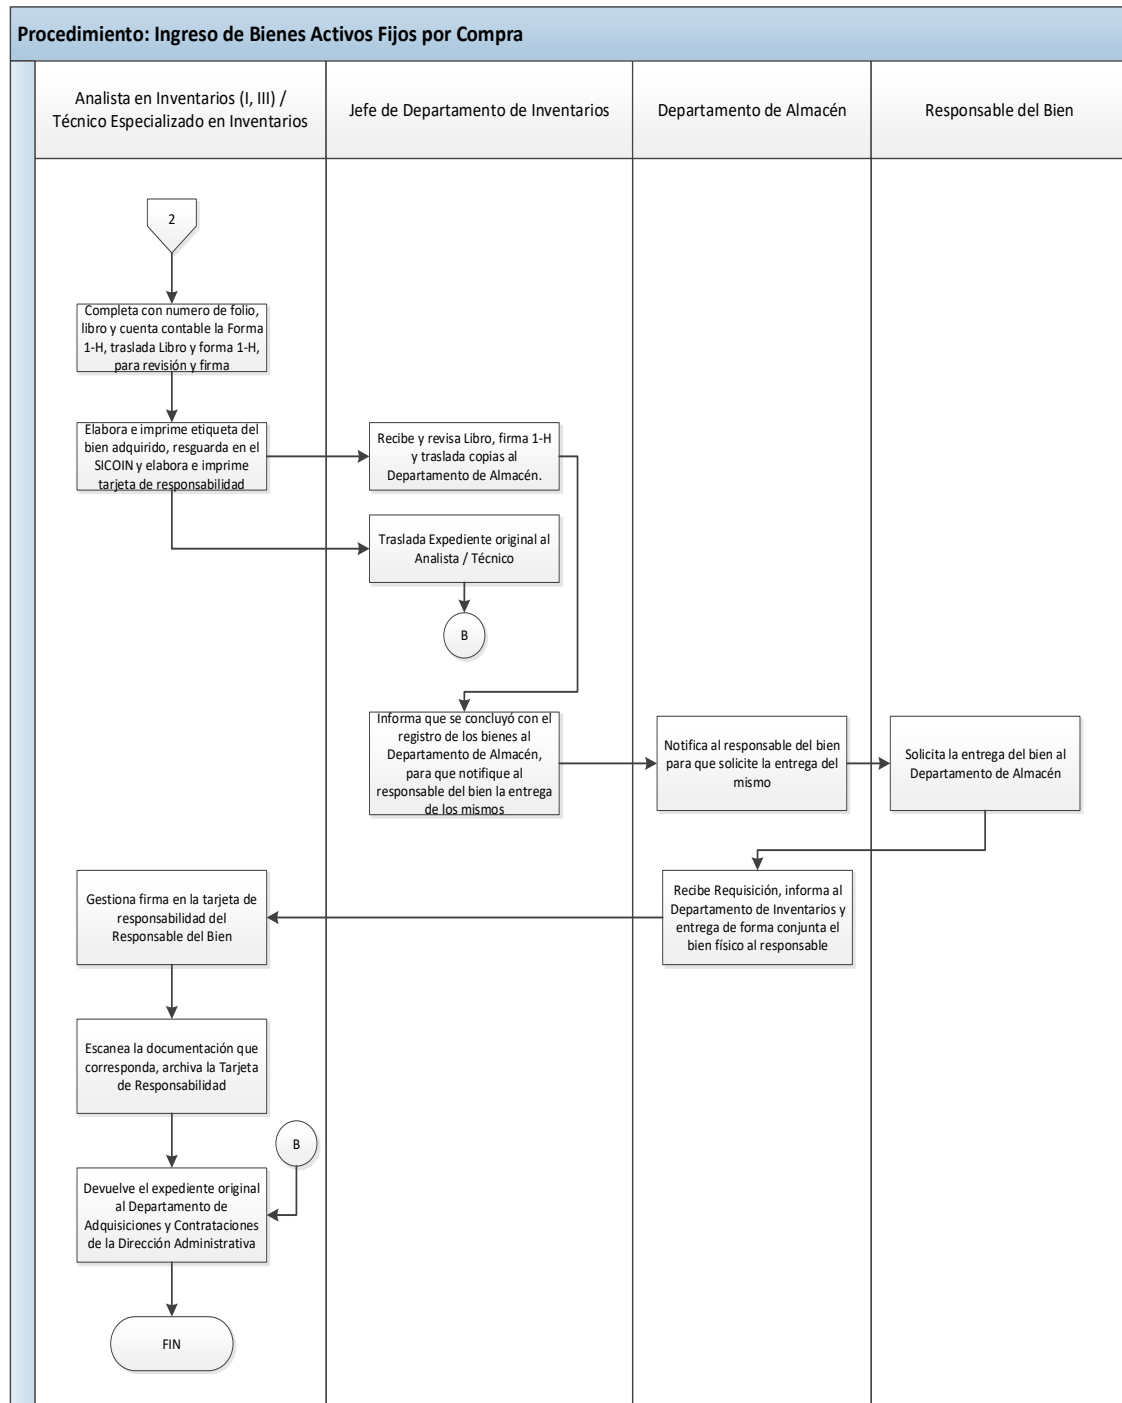 Procedimiento: Ingreso de Bienes Activos Fijos por Compra
Analista en Inventarios (I, III) /
Técnico Especializado en Inventarios
Jefe de Departamento de Inventarios
Departamento de Almacén
Responsable del Bien
2
Completa con numero de folio,
libro y cuenta contable la Forma
1-H, traslada Libro y forma 1-H,
para revisión y firma
Elabora e imprime etiqueta del
bien adquirido, resguarda en el
SICOIN y elabora e imprime
tarjeta de responsabilidad
Recibe y revisa Libro, firma 1-H
y traslada copias al
Departamento de Almacén.
Traslada Expediente original al
Analista / Técnico
B
Informa que se concluyó con el
registro de los bienes al
Departamento de Almacén,
para que notifique al
responsable del bien la entrega
de los mismos
Notifica al responsable del bien
para que solicite la entrega del
mismo
Solicita la entrega del bien al
Departamento de Almacén
Recibe Requisición, informa al
Departamento de Inventarios y
entrega de forma conjunta el
bien físico al responsable
Gestiona firma en la tarjeta de
responsabilidad del
Responsable del Bien
Escanea la documentación que
corresponda, archiva la Tarjeta
de Responsabilidad
B
Devuelve el expediente original
al Departamento de
Adquisiciones y Contrataciones
de la Dirección Administrativa
FIN